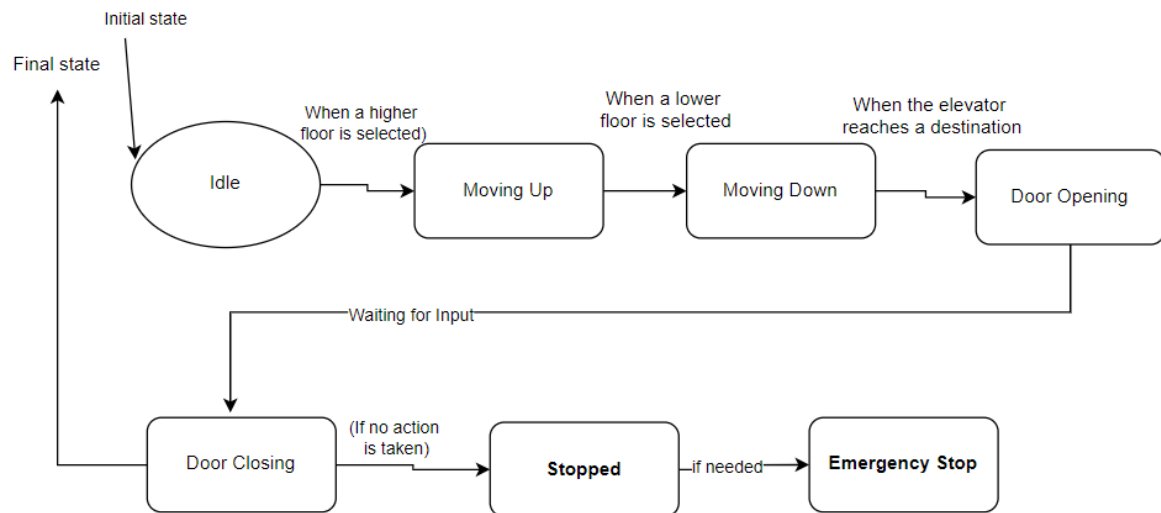 Initial state
Final state
When a higher
floor is selected)
When a lower
floor is selected
When the elevator
reaches a destination
Idle
Moving Up
Moving Down
Door Opening
Waiting for Input
Door Closing
(If no action
is taken)
Stopped
if needed
Emergency Stop